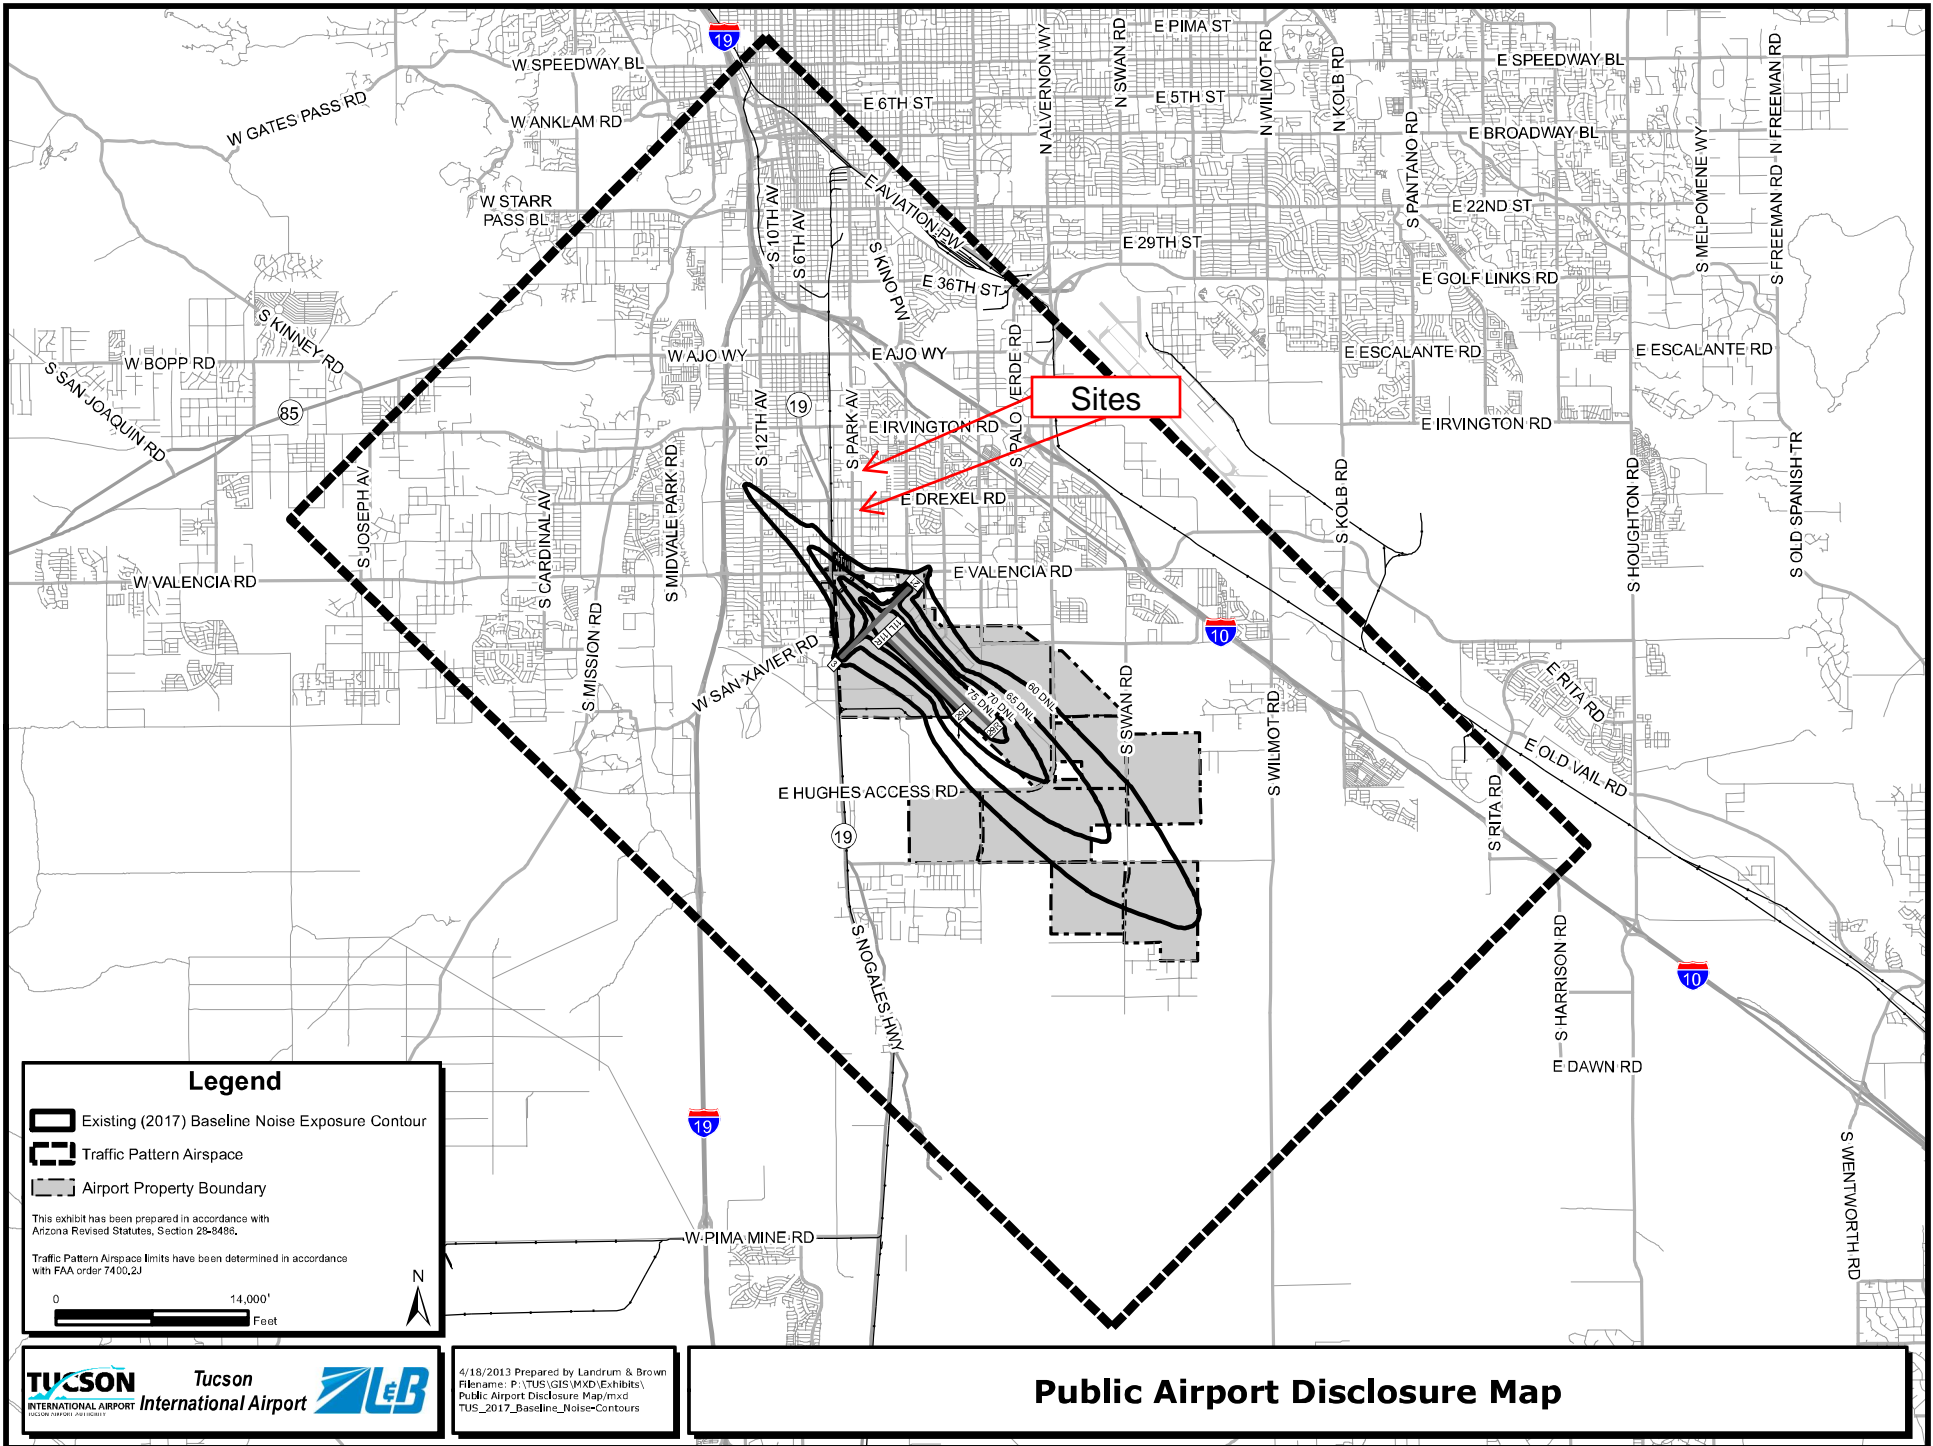 19
E PIMA ST
W SPEEDWAY BL
E SPEEDWAY BL
N ALVERNON WY
N SWAN RD
N WILMOT RD
N KOLB RD
N FREEMAN RD
W GATES PASS RD
E 6TH ST
E 5TH ST
W ANKLAM RD
E BROADWAY BL
S PANTANO RD
S MELPOMENE WY
E AVIATION PW
W STARR
PASS BL
S 10TH AV
S 6TH AV
E 22ND ST
S FREEMAN RD
S KINO PW
E 29TH ST
E 36TH ST
E GOLF LINKS RD
S KINNEY RD
W BOPP RD
W AJO WY
E AJO WY
S PALO VERDE RD
E ESCALANTE RD
E ESCALANTE RD
S SAN JOAQUIN RD
85
19
Sites
S 12TH AV
S PARK AV
E IRVINGTON RD
E IRVINGTON RD
S JOSEPH AV
S CARDINAL AV
S MIDVALE PARK RD
E DREXEL RD
S KOLB RD
S HOUGHTON RD
S OLD SPANISH TR
W VALENCIA RD
E VALENCIA RD
S MISSION RD
W SAN XAVIER RD
21
3
11L 11R
29L
29R
75 DNL
70 DNL
65 DNL
60 DNL
10
S SWAN RD
S WILMOT RD
E RITA RD
E OLD VAIL RD
S RITA RD
E HUGHES ACCESS RD
19
S NOGALES HWY
S HARRISON RD
10
E DAWN RD
19
S WENTWORTH RD
W PIMA MINE RD
Legend
Existing (2017) Baseline Noise Exposure Contour
Traffic Pattern Airspace
Airport Property Boundary
This exhibit has been prepared in accordance with
Arizona Revised Statutes, Section 28-8486.
Traffic Pattern Airspace limits have been determined in accordance
with FAA order 7400.2J
N
0 14,000'
Feet
TUCSON
INTERNATIONAL AIRPORT
TUCSON AIRPORT AUTHORITY
Tucson
International Airport
L&B
4/18/2013 Prepared by Landrum & Brown
Filename: P:\TUS\GIS\MXD\Exhibits\
Public Airport Disclosure Map/mxd
TUS_2017_Baseline_Noise-Contours
Public Airport Disclosure Map